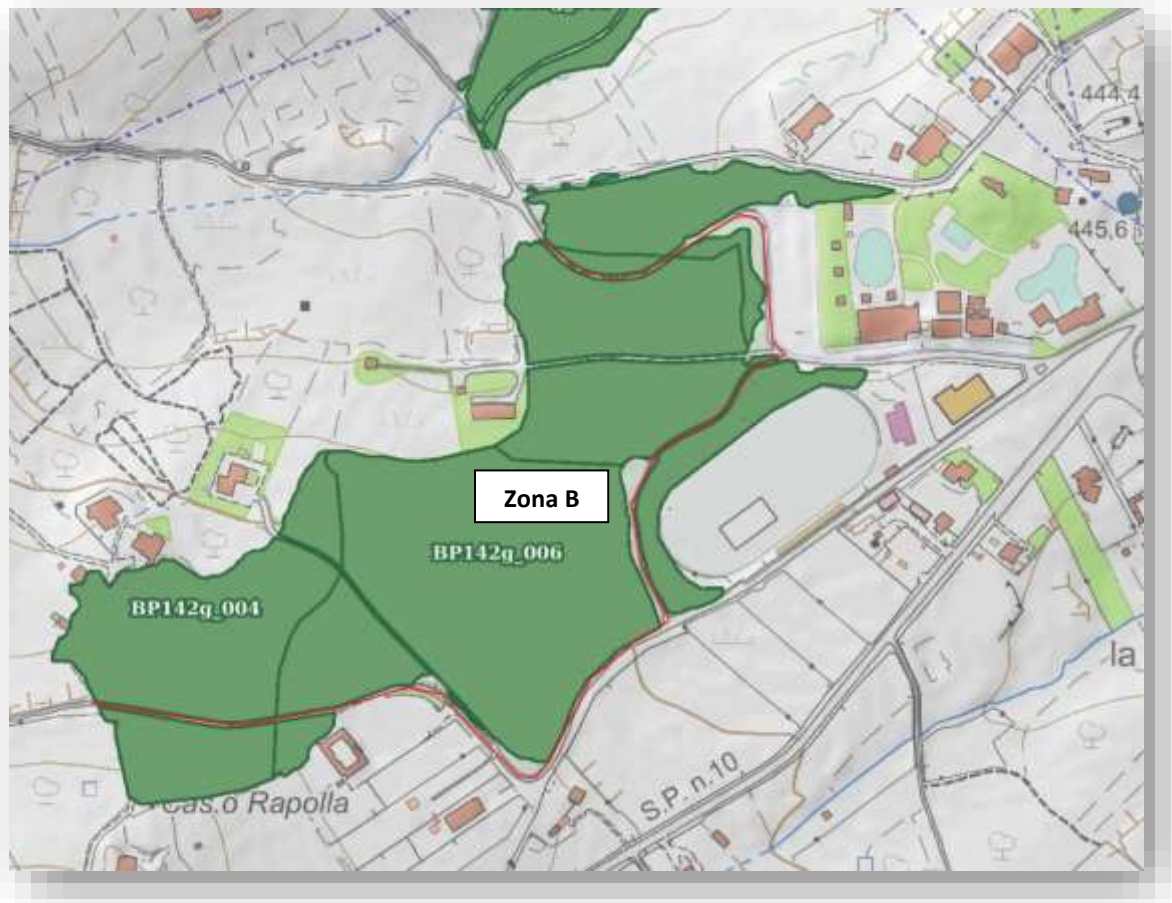 444,4
445,6
Zona B
BP142g_006
BP142g_004
la
S.P. n.10
Cas.o Rapolla